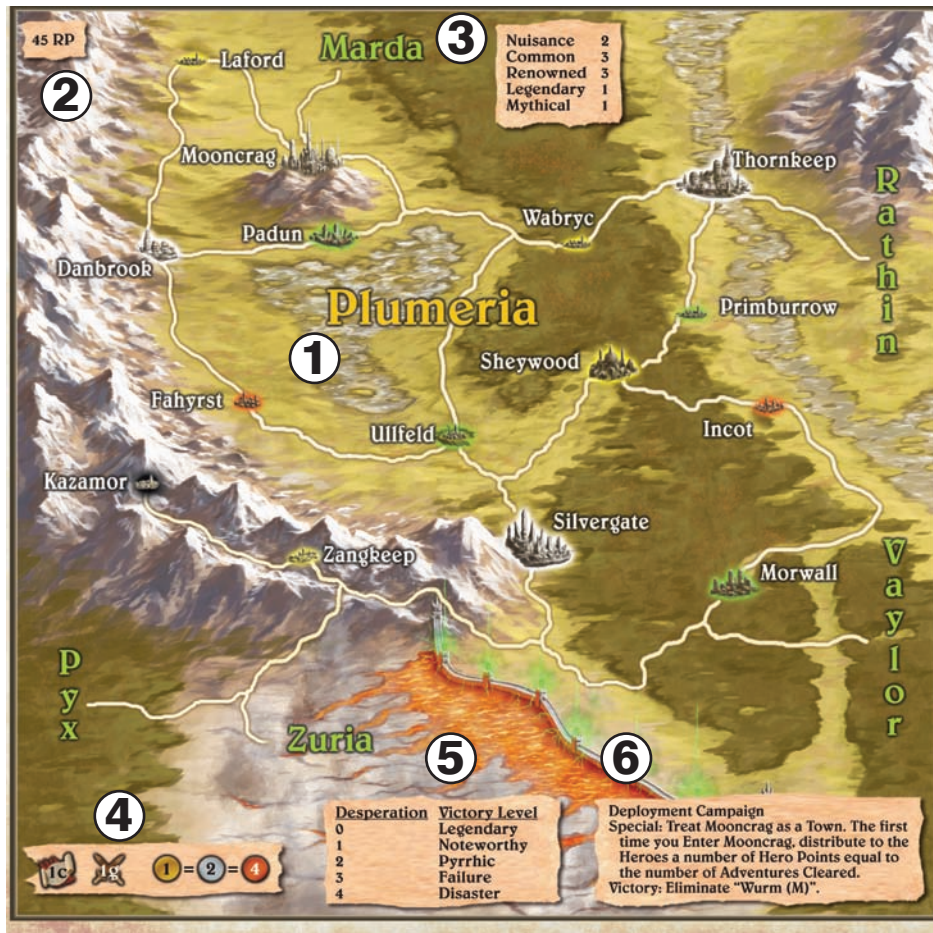 45 RP
Laford
Marda
3
Nuisance 2
Common 3
Renowned 3
Legendary 1
Mythical 1
2
Mooncrag
Thornkeep
Rathin
Wabryc
Padun
Danbrook
Plumeria
Primburrow
1
Sheywood
Fahyrst
Ullfeld
Incot
Kazamor
Silvergate
Zangkeep
Morwall
Vaylor
Pyx
Zuria
5
6
4
1c 1g 1 = 2 = 4
Desperation Victory Level
0 Legendary
1 Noteworthy
2 Pyrrhic
3 Failure
4 Disaster
Deployment Campaign
Special: Treat Mooncrag as a Town. The first
time you Enter Mooncrag, distribute to the
Heroes a number of Hero Points equal to
the number of Adventures Cleared.
Victory: Eliminate “Wurm (M)”.